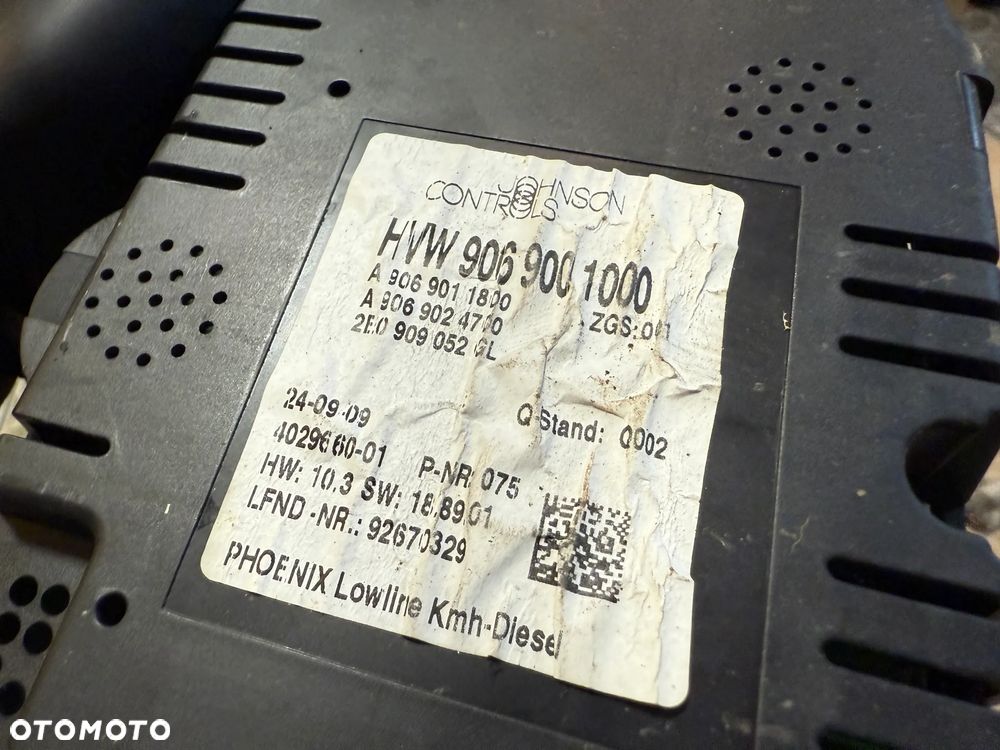 JOHNSON
CONTROLS
HVW 906 900 1000
A 906 901 1800
ZGS: 001
A 906 902 4700
2E0 909 052 GL
24-09-09
Q-Stand: 0002
4029660-01
P-NR: 075
HW: 10.3 SW: 18.89.01
LFND -NR.: 92670329
PHOENIX Lowline Kmh-Diesel
OTOMOTO